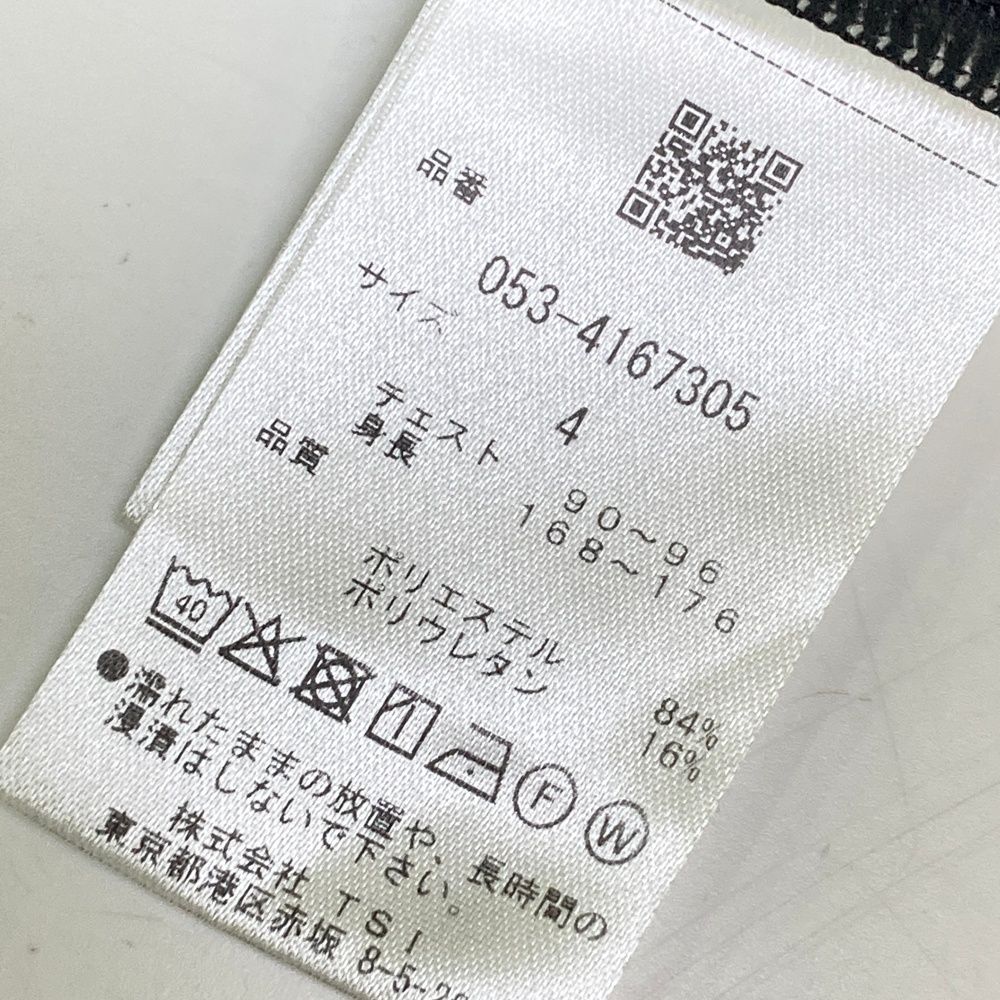 品番
053-4167305
サイズ
4
チェスト 90～96
身長 168～176
品質
ポリエステル 84%
ポリウレタン 16%
40
F W
●濡れたままの放置や、長時間の
浸漬はしないで下さい。
株式会社 TSI
東京都港区赤坂 8-5-2